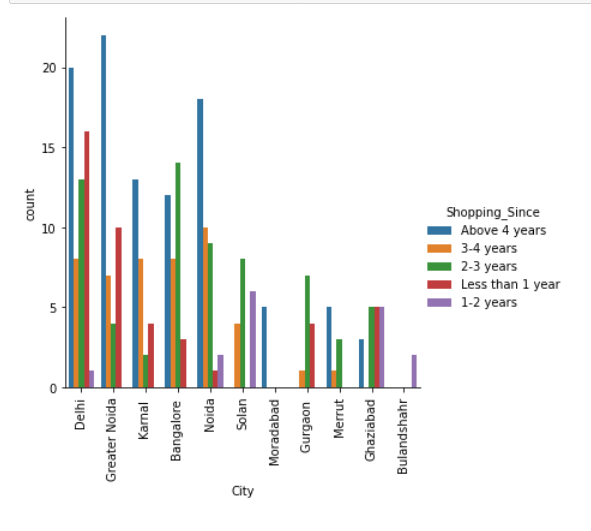 20
15
10
5
0
count
Delhi
Greater Noida
Karnal
Bangalore
Noida
Solan
Moradabad
Gurgaon
Merrut
Ghaziabad
Bulandshahr
City
Shopping_Since
Above 4 years
3-4 years
2-3 years
Less than 1 year
1-2 years